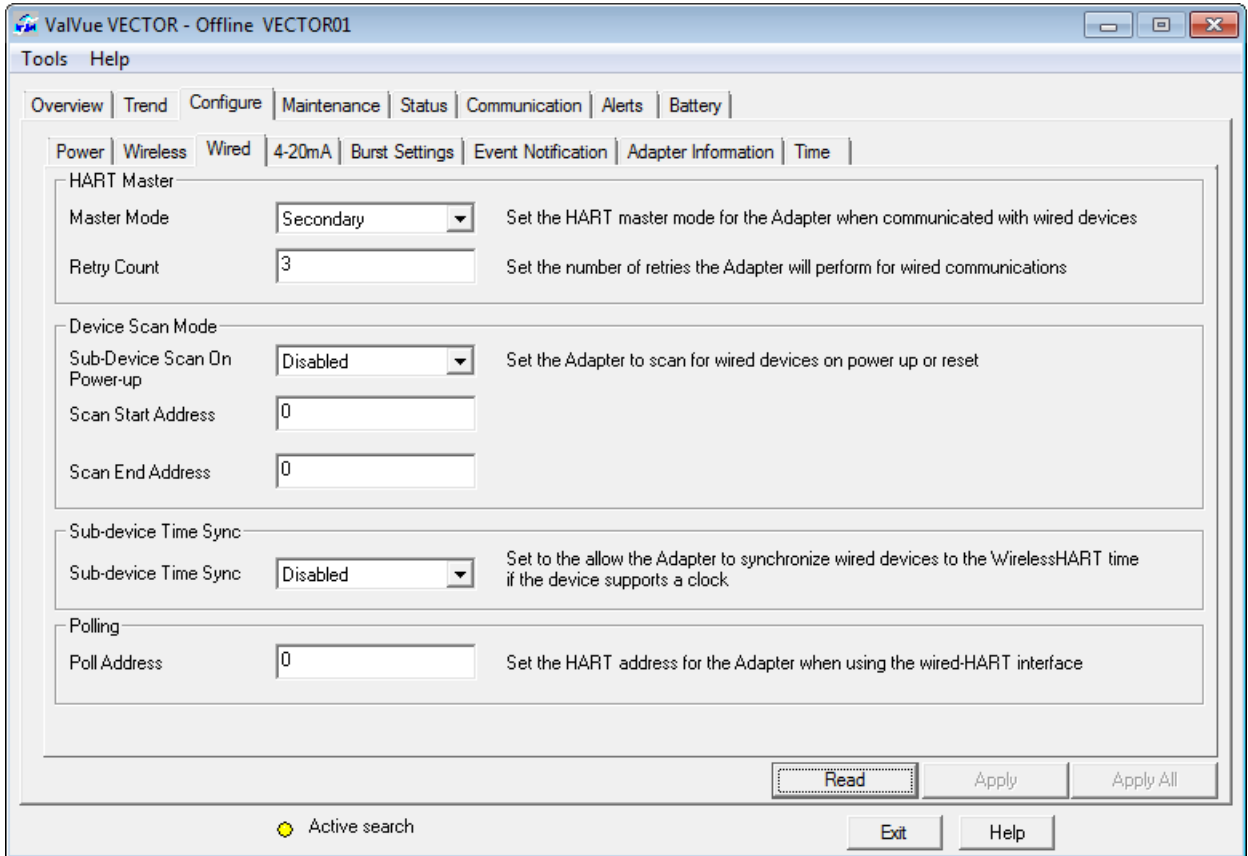 ValVue VECTOR - Offline VECTOR01
Tools Help
Overview Trend Configure Maintenance Status Communication Alerts Battery
Power Wireless Wired 4-20mA Burst Settings Event Notification Adapter Information Time
HART Master
Master Mode Secondary Set the HART master mode for the Adapter when communicated with wired devices
Retry Count 3 Set the number of retries the Adapter will perform for wired communications
Device Scan Mode
Sub-Device Scan On Disabled Set the Adapter to scan for wired devices on power up or reset
Power-up
Scan Start Address 0
Scan End Address 0
Sub-device Time Sync
Sub-device Time Sync Disabled Set to the allow the Adapter to synchronize wired devices to the WirelessHART time
if the device supports a clock
Polling
Poll Address 0 Set the HART address for the Adapter when using the wired-HART interface
Read Apply Apply All
Active search Exit Help